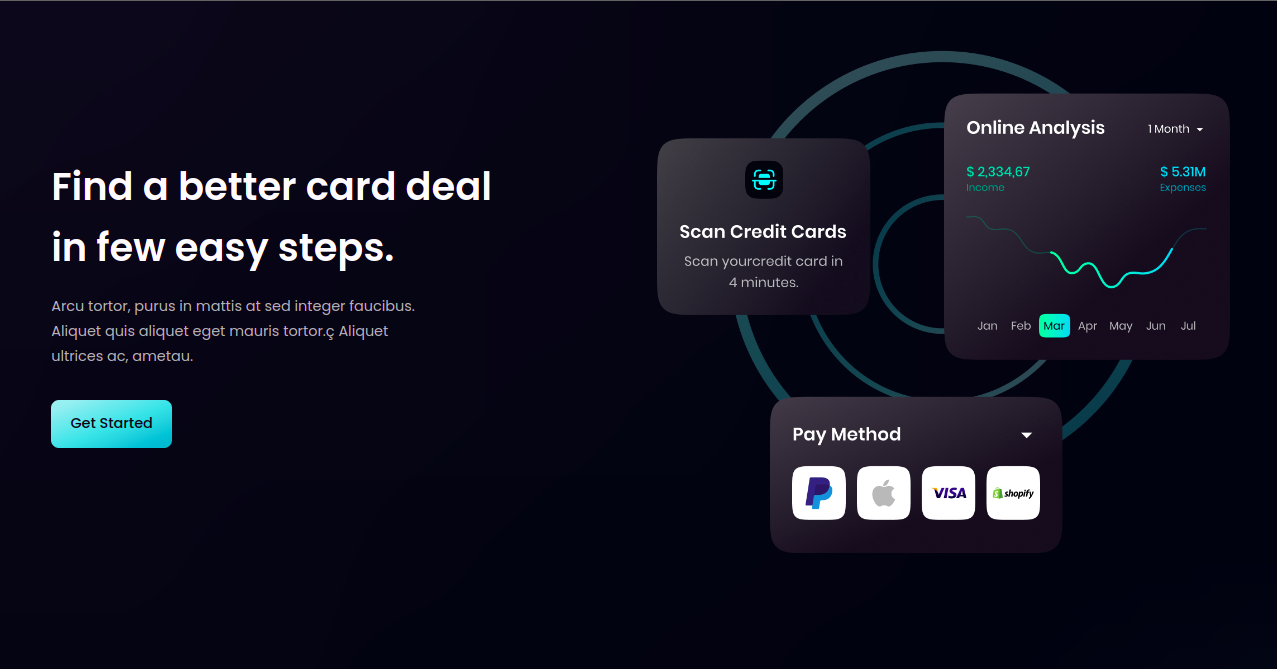 Find a better card deal
in few easy steps.
Arcu tortor, purus in mattis at sed integer faucibus.
Aliquet quis aliquet eget mauris tortor.ç Aliquet
ultrices ac, ametau.
Get Started
Scan Credit Cards
Scan yourcredit card in
4 minutes.
Online Analysis
1 Month
$ 2,334,67
$ 5.31M
Income
Expenses
Jan Feb Mar Apr May Jun Jul
Pay Method
VISA
shopify